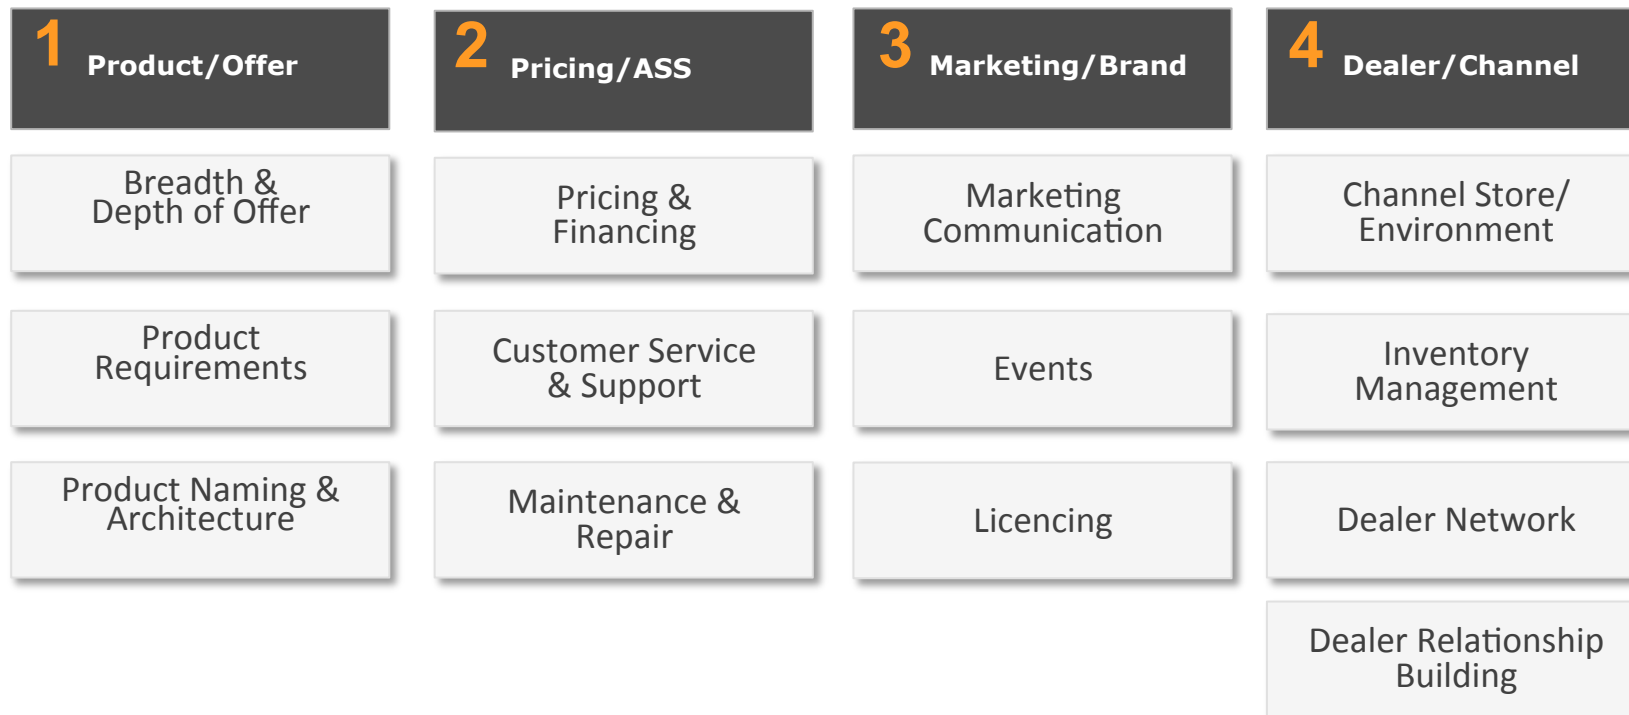 1 Product/Offer
Breadth &
Depth of Offer
Product
Requirements
Product Naming &
Architecture
2 Pricing/ASS
Pricing &
Financing
Customer Service
& Support
Maintenance &
Repair
3 Marketing/Brand
Marketing
Communication
Events
Licencing
4 Dealer/Channel
Channel Store/
Environment
Inventory
Management
Dealer Network
Dealer Relationship
Building